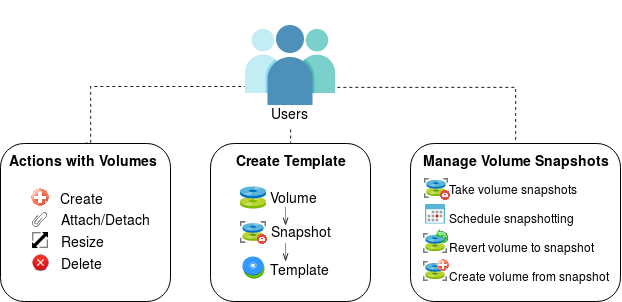 Users
Actions with Volumes
Create
Attach/Detach
Resize
Delete
Create Template
Volume
Snapshot
Template
Manage Volume Snapshots
Take volume snapshots
Schedule snapshotting
Revert volume to snapshot
Create volume from snapshot